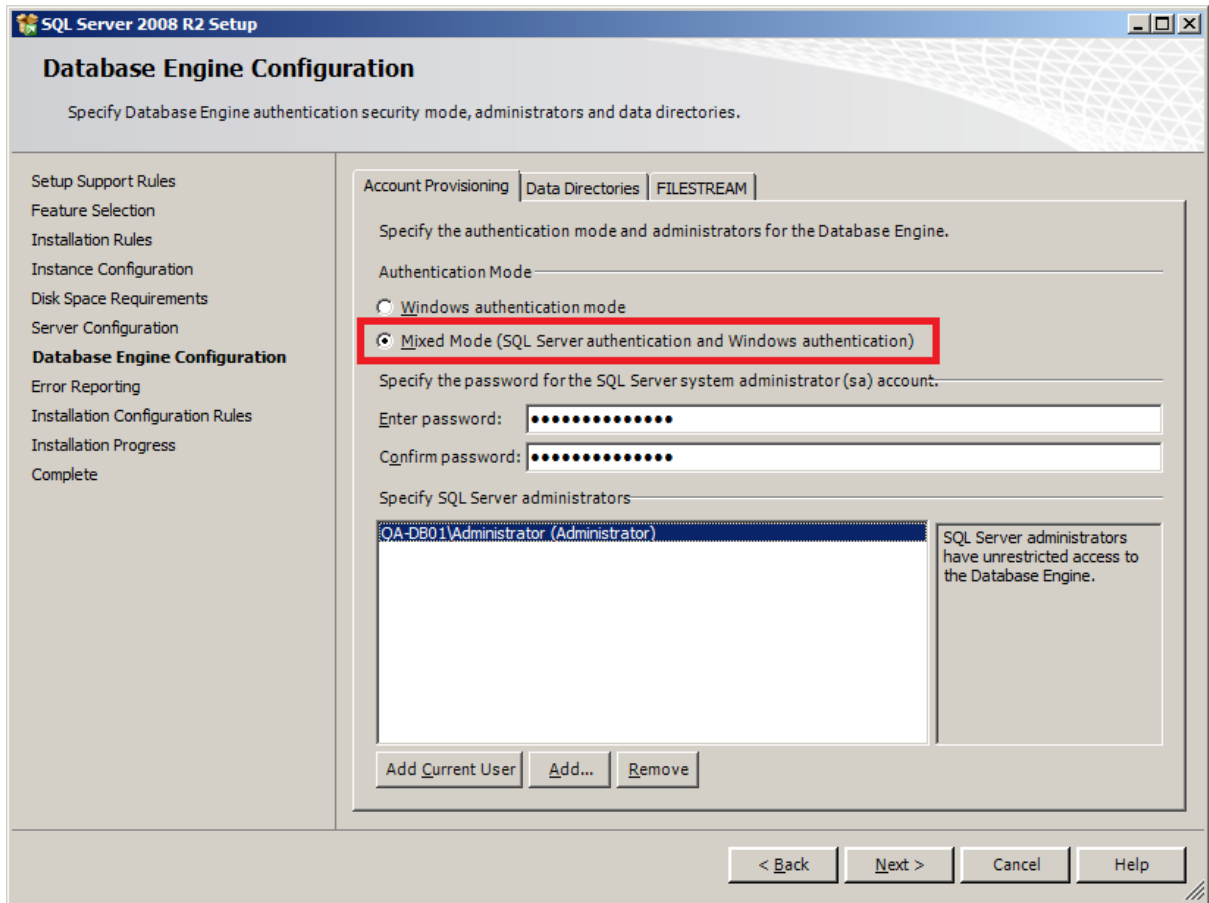 SQL Server 2008 R2 Setup
Database Engine Configuration
Specify Database Engine authentication security mode, administrators and data directories.
Setup Support Rules
Feature Selection
Installation Rules
Instance Configuration
Disk Space Requirements
Server Configuration
Database Engine Configuration
Error Reporting
Installation Configuration Rules
Installation Progress
Complete
Account Provisioning
Data Directories
FILESTREAM
Specify the authentication mode and administrators for the Database Engine.
Authentication Mode
Windows authentication mode
Mixed Mode (SQL Server authentication and Windows authentication)
Specify the password for the SQL Server system administrator (sa) account.
Enter password: ●●●●●●●●●●●●●●
Confirm password: ●●●●●●●●●●●●●●
Specify SQL Server administrators
QA-DB01\Administrator (Administrator)
SQL Server administrators
have unrestricted access to
the Database Engine.
Add Current User
Add...
Remove
< Back
Next >
Cancel
Help